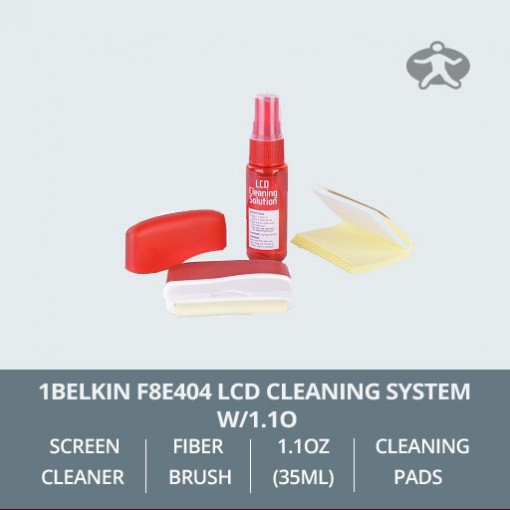 LCD
Cleaning
Solution
1BELKIN F8E404 LCD CLEANING SYSTEM
W/1.1O
SCREEN CLEANER
FIBER BRUSH
1.1OZ (35ML)
CLEANING PADS